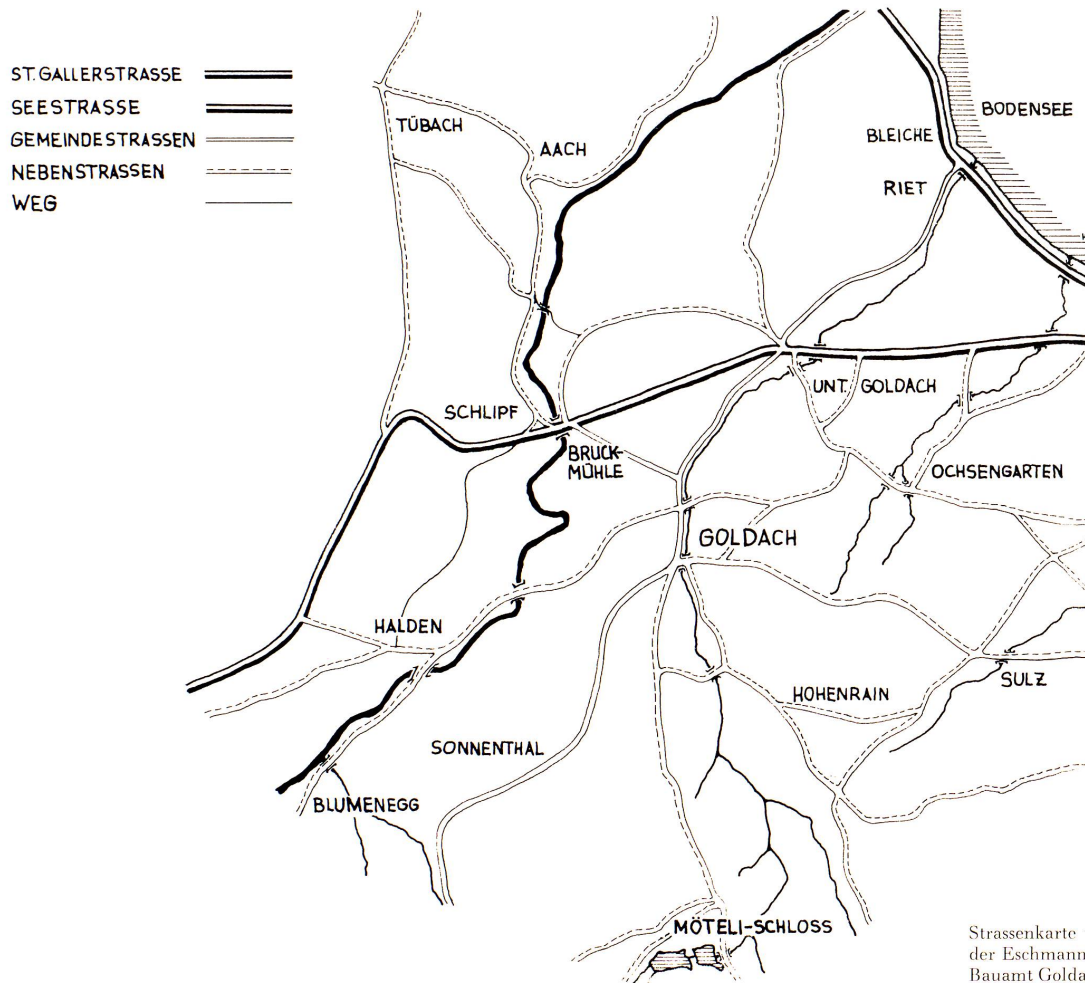 ST. GALLERSTRASSE
SEESTRASSE
GEMEINDESTRASSEN
NEBENSTRASSEN
WEG
BODENSEE
TÜBACH
AACH
BLEICHE
RIET
SCHLIPF
UNT. GOLDACH
BRUCK-
MÜHLE
OCHSENGARTEN
GOLDACH
HALDEN
HOHENRAIN
SULZ
SONNENTHAL
BLUMENEGG
MÖTELI-SCHLOSS
Strassenkarte
der Eschmann
Bauamt Golda